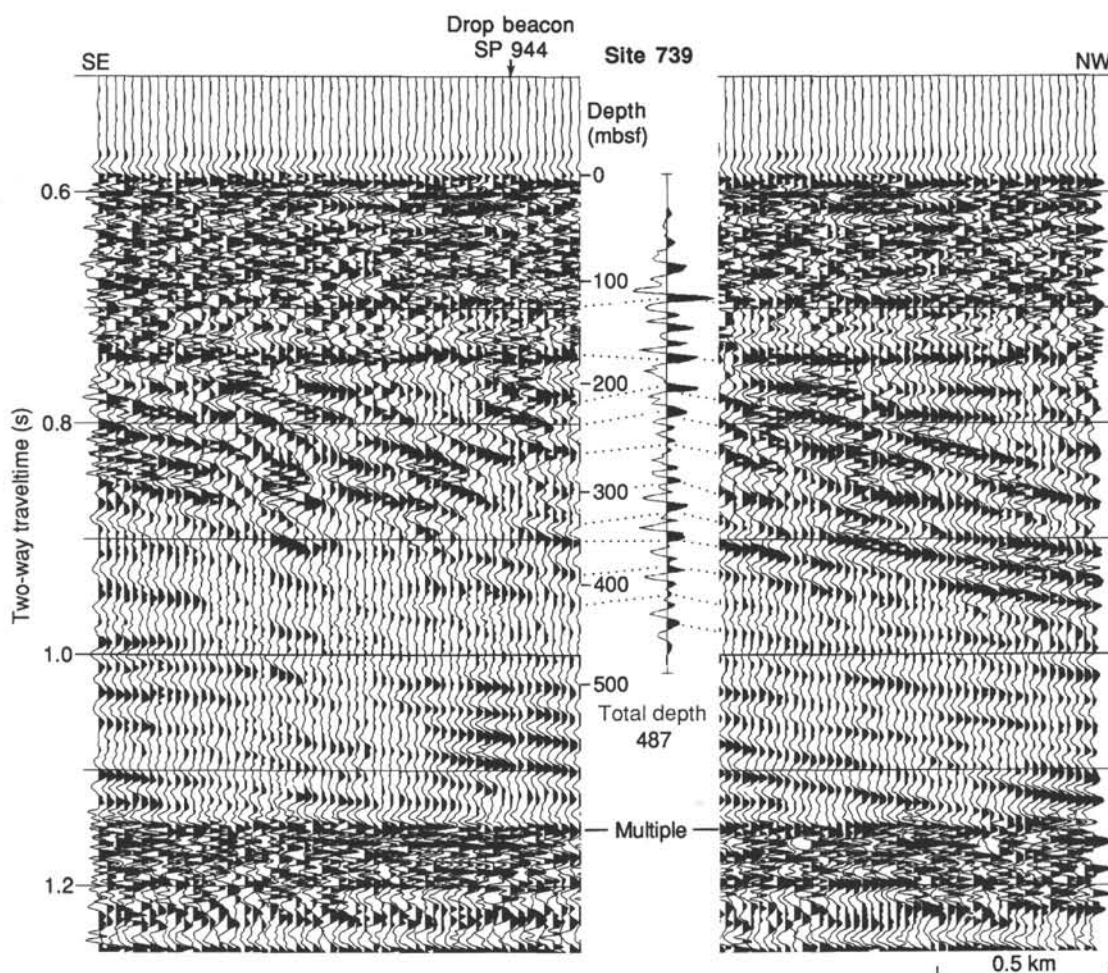 Drop beacon
SP 944
Site 739
SE
NW
Depth
(mbsf)
0
0.6
100
200
Two-way traveltime (s)
0.8
300
400
1.0
500
Total depth
487
Multiple
1.2
0.5 km